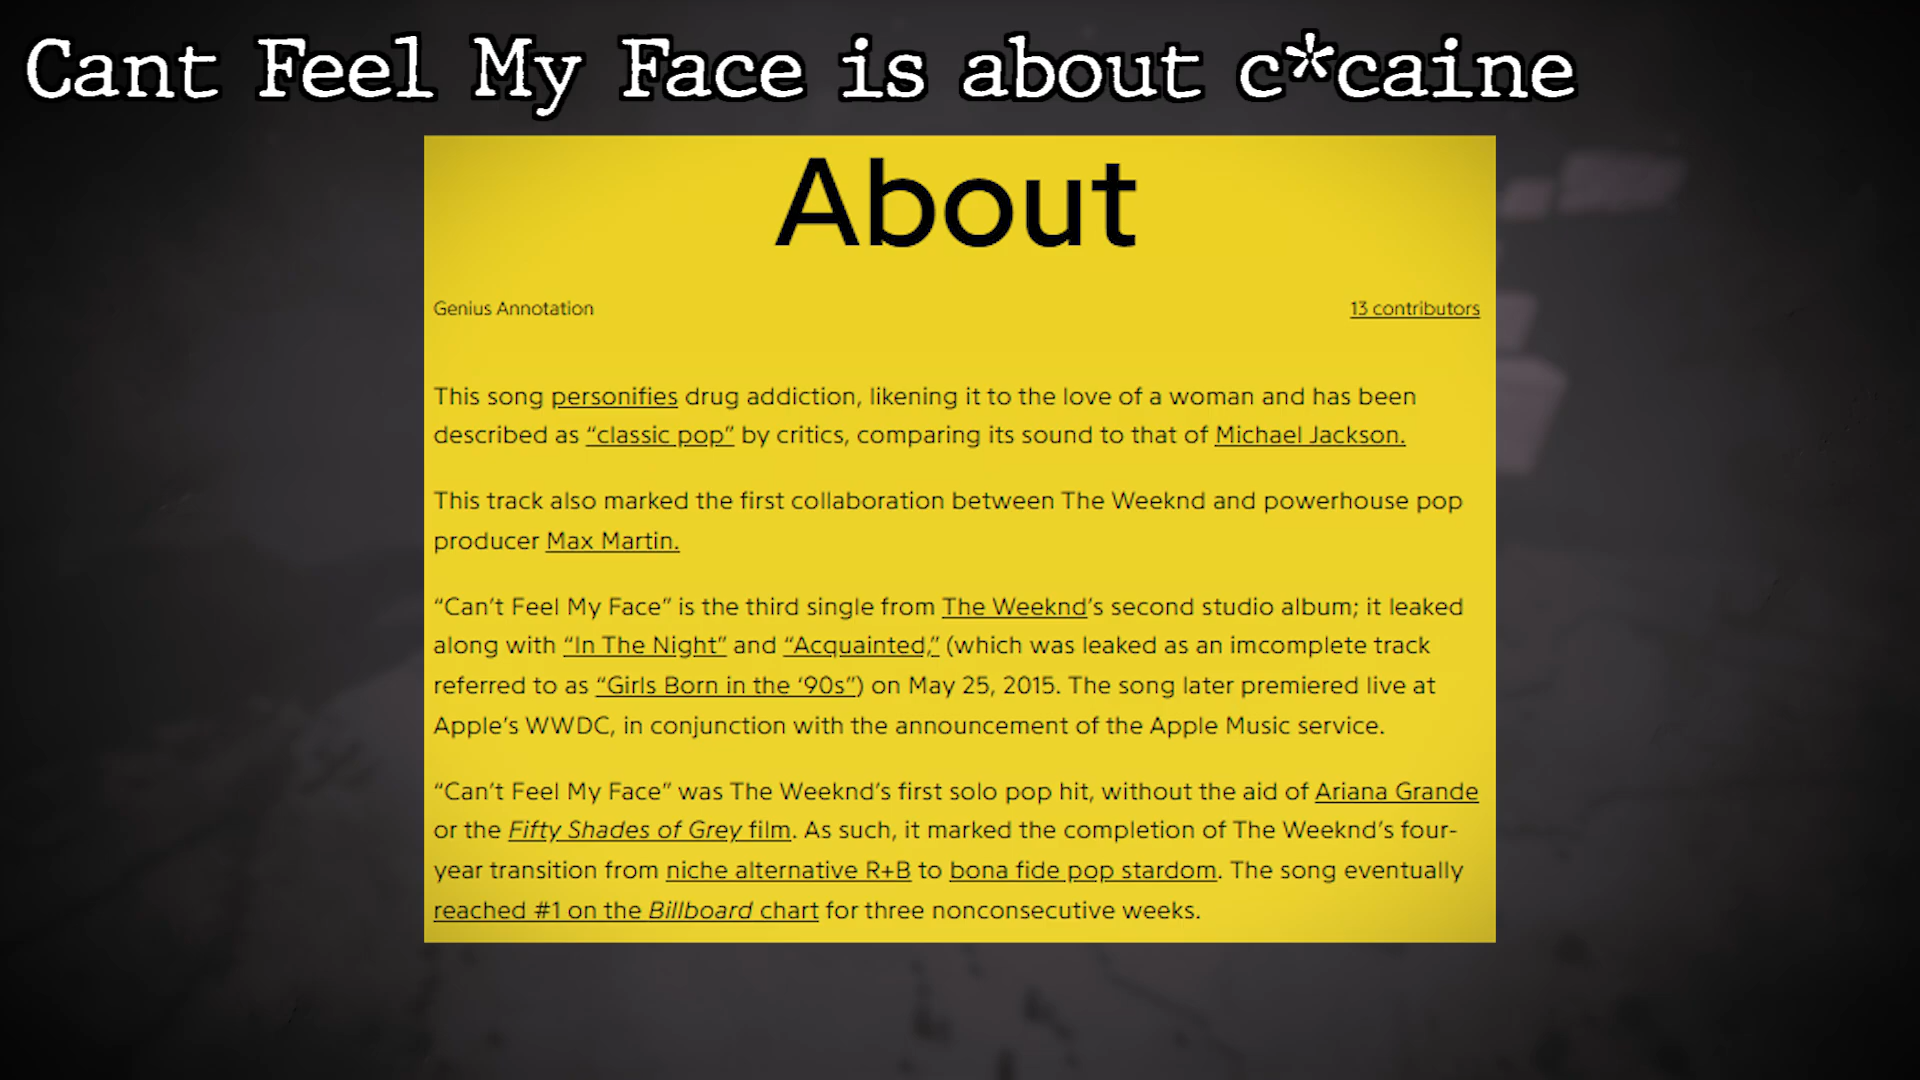 Cant Feel My Face is about c*caine
About
Genius Annotation
13 contributors
This song personifies drug addiction, likening it to the love of a woman and has been
described as “classic pop” by critics, comparing its sound to that of Michael Jackson.
This track also marked the first collaboration between The Weeknd and powerhouse pop
producer Max Martin.
“Can’t Feel My Face” is the third single from The Weeknd’s second studio album; it leaked
along with “In The Night” and “Acquainted,” (which was leaked as an imcomplete track
referred to as “Girls Born in the ‘90s”) on May 25, 2015. The song later premiered live at
Apple’s WWDC, in conjunction with the announcement of the Apple Music service.
“Can’t Feel My Face” was The Weeknd’s first solo pop hit, without the aid of Ariana Grande
or the Fifty Shades of Grey film. As such, it marked the completion of The Weeknd’s four-
year transition from niche alternative R+B to bona fide pop stardom. The song eventually
reached #1 on the Billboard chart for three nonconsecutive weeks.